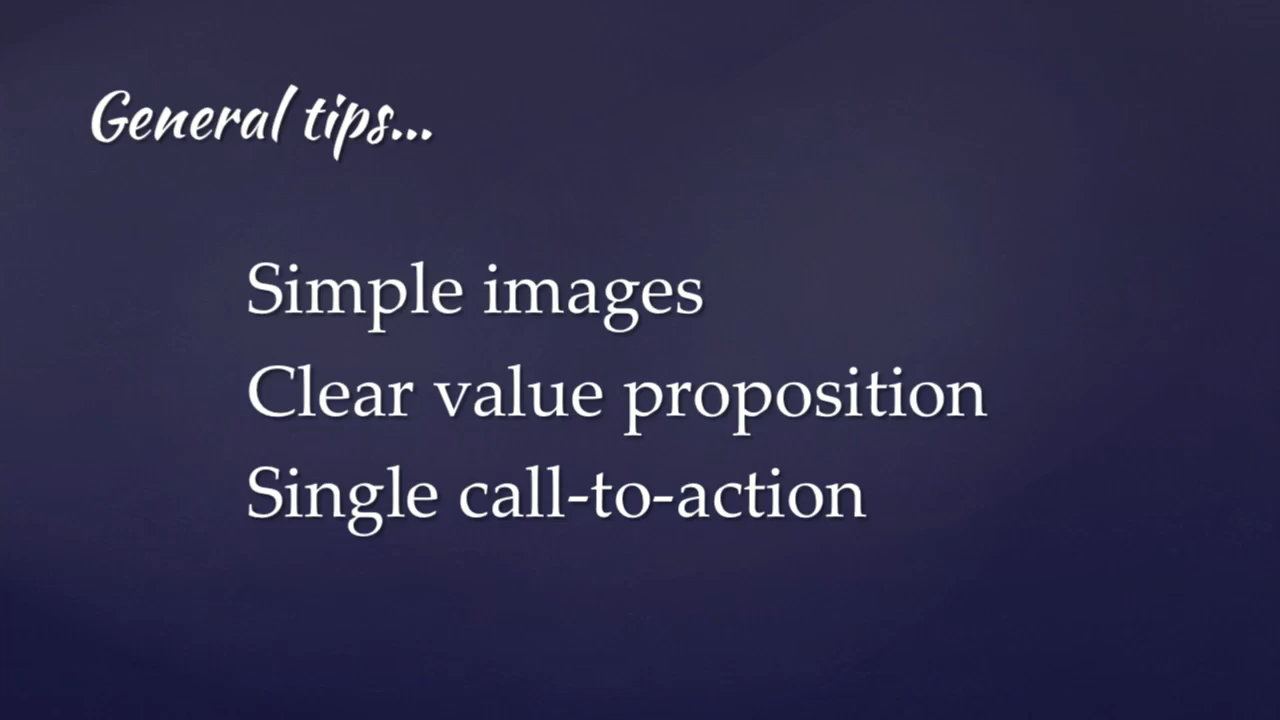 General tips...
Simple images
Clear value proposition
Single call-to-action